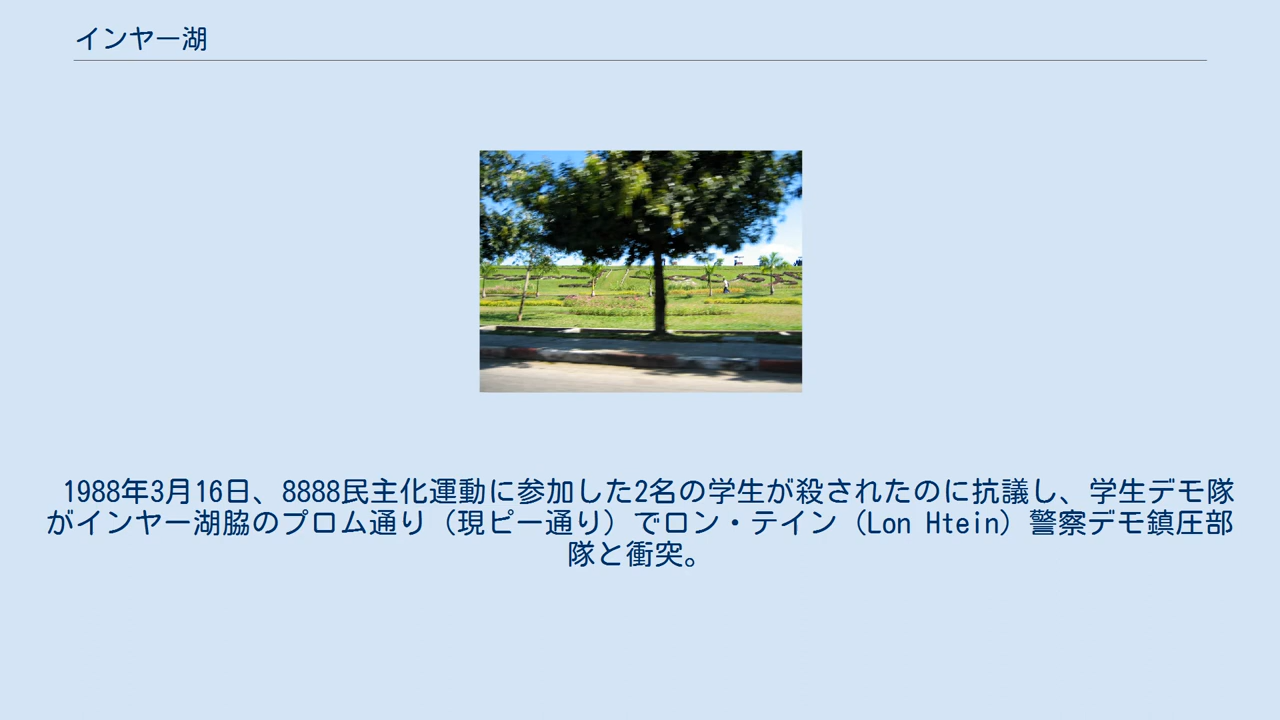 インヤー湖
1988年3月16日、8888民主化運動に参加した2名の学生が殺されたのに抗議し、学生デモ隊
がインヤー湖脇のプロム通り（現ピー通り）でロン・テイン（Lon Htein）警察デモ鎮圧部
隊と衝突。